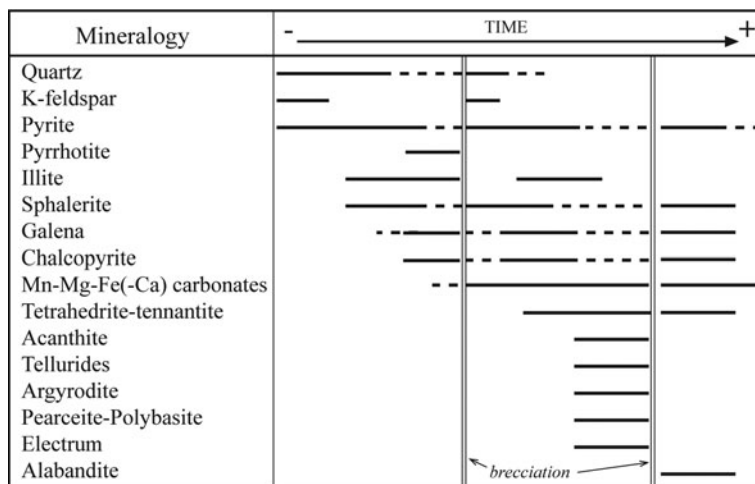 Mineralogy
- TIME +
Quartz
K-feldspar
Pyrite
Pyrrhotite
Illite
Sphalerite
Galena
Chalcopyrite
Mn-Mg-Fe(-Ca) carbonates
Tetrahedrite-tennantite
Acanthite
Tellurides
Argyrodite
Pearceite-Polybasite
Electrum
Alabandite
brecciation